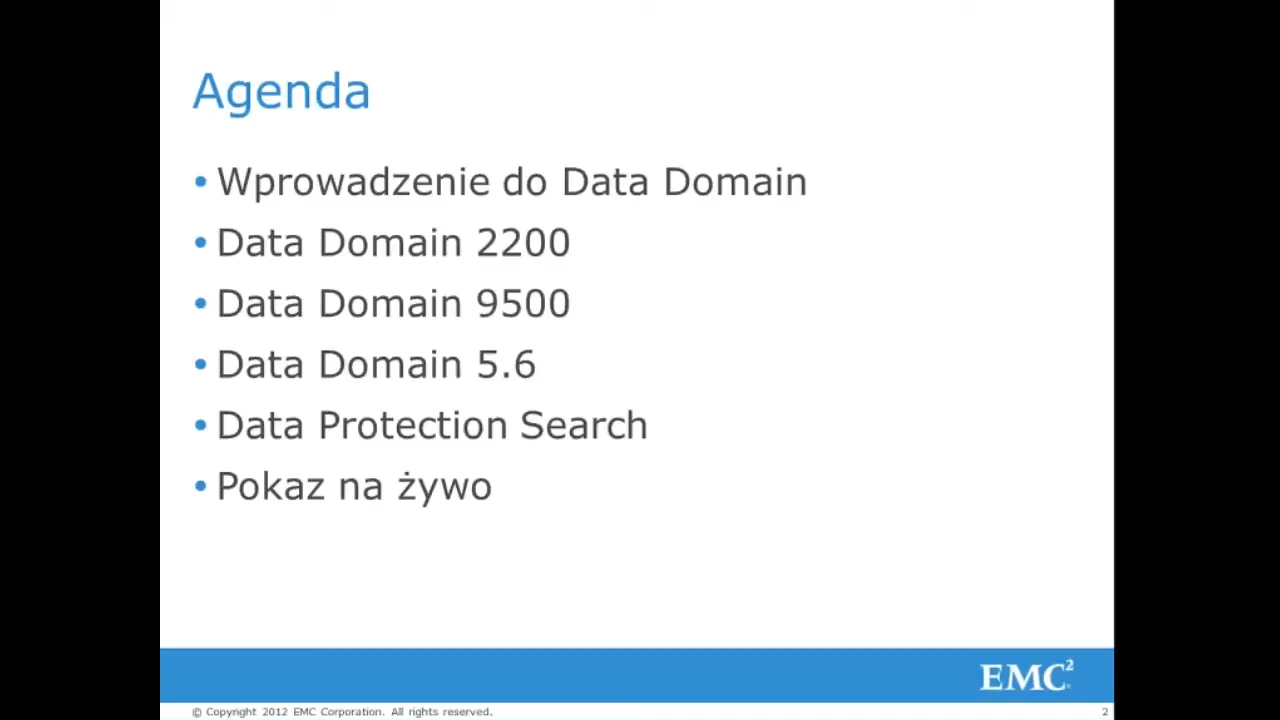 Agenda
• Wprowadzenie do Data Domain
• Data Domain 2200
• Data Domain 9500
• Data Domain 5.6
• Data Protection Search
• Pokaz na żywo
EMC²
© Copyright 2012 EMC Corporation. All rights reserved.
2